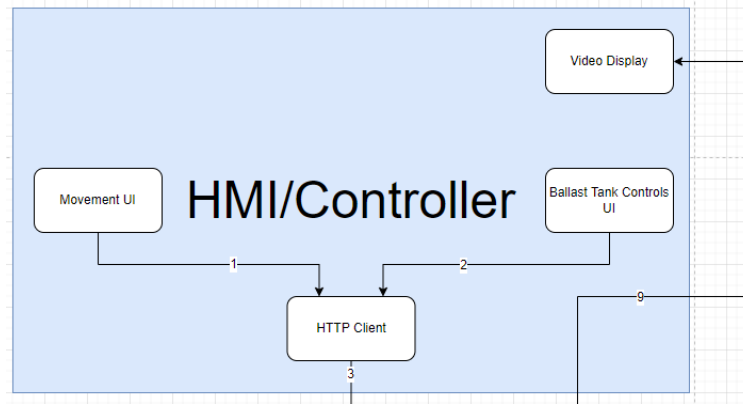 Video Display
Movement UI
HMI/Controller
Ballast Tank Controls
UI
1
2
9
HTTP Client
3